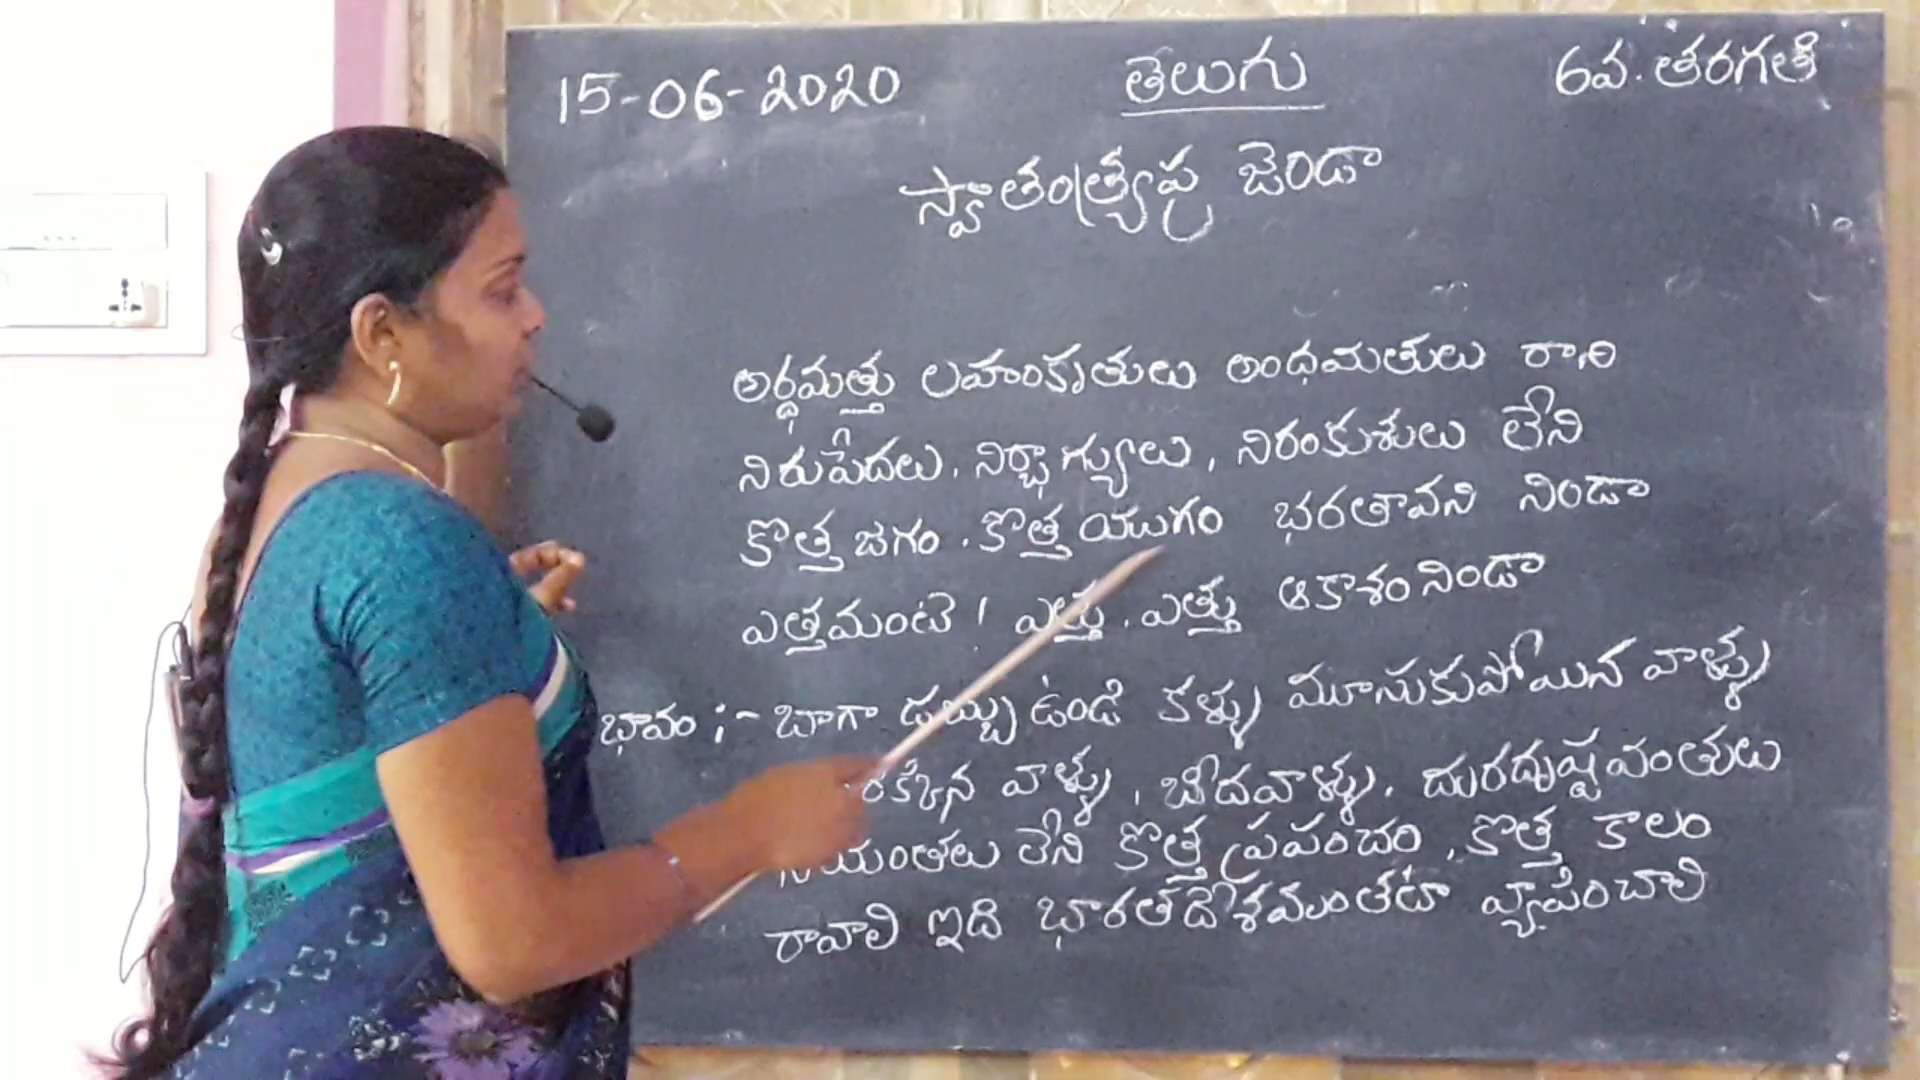 15-06-2020 తెలుగు 6వ. తరగతి
స్వాతంత్ర్యపు జెండా
అర్థమత్తు లహంకృతులు అంధమతులు రాని
నిరుపేదలు, నిర్భాగ్యులు, నిరంకుశులు లేని
కొత్త జగం, కొత్త యుగం భరతావని నిండా
ఎత్తమంటె! ఎత్తు, ఎత్తు ఆకాశం నిండా
భావం :- బాగా డబ్బు ఉండి కళ్ళు మూసుకుపోయిన వాళ్ళు
వాళ్ళు, బీదవాళ్ళు, దురదృష్టవంతులు
లేని కొత్త ప్రపంచం, కొత్త కాలం
రావాలి ఇది భారతదేశమంతటా వ్యాపించాలి